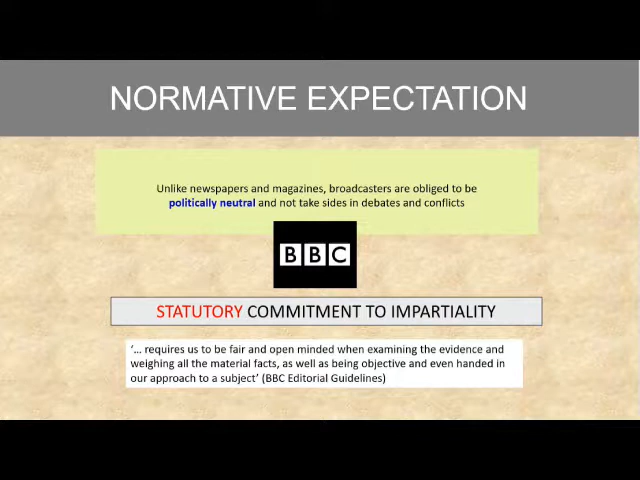 NORMATIVE EXPECTATION
Unlike newspapers and magazines, broadcasters are obliged to be
politically neutral and not take sides in debates and conflicts
BBC
STATUTORY COMMITMENT TO IMPARTIALITY
‘… requires us to be fair and open minded when examining the evidence and
weighing all the material facts, as well as being objective and even handed in
our approach to a subject’ (BBC Editorial Guidelines)